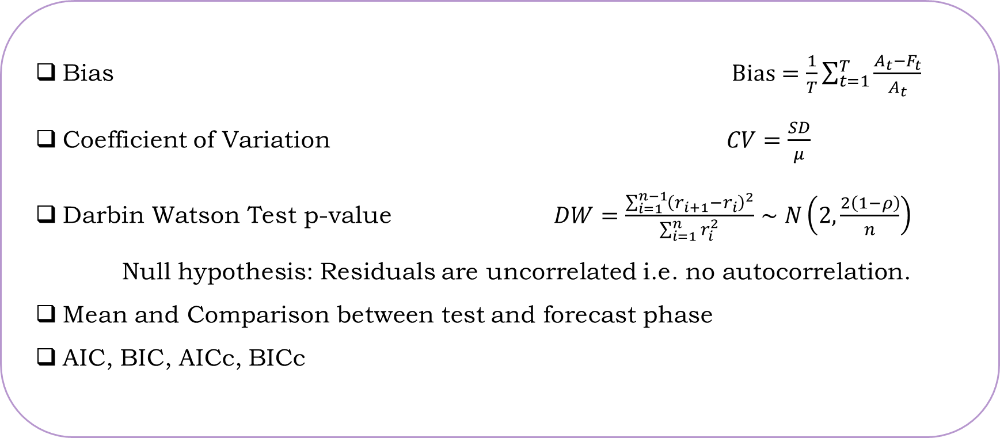 ❑ Bias Bias = \frac{1}{T}\sum_{t=1}^{T}\frac{A_t-F_t}{A_t}
❑ Coefficient of Variation CV = \frac{SD}{\mu}
❑ Darbin Watson Test p-value DW = \frac{\sum_{i=1}^{n-1}(r_{i+1}-r_i)^2}{\sum_{i=1}^{n}r_i^2} \sim N\left(2,\frac{2(1-\rho)}{n}\right)
Null hypothesis: Residuals are uncorrelated i.e. no autocorrelation.
❑ Mean and Comparison between test and forecast phase
❑ AIC, BIC, AICc, BICc